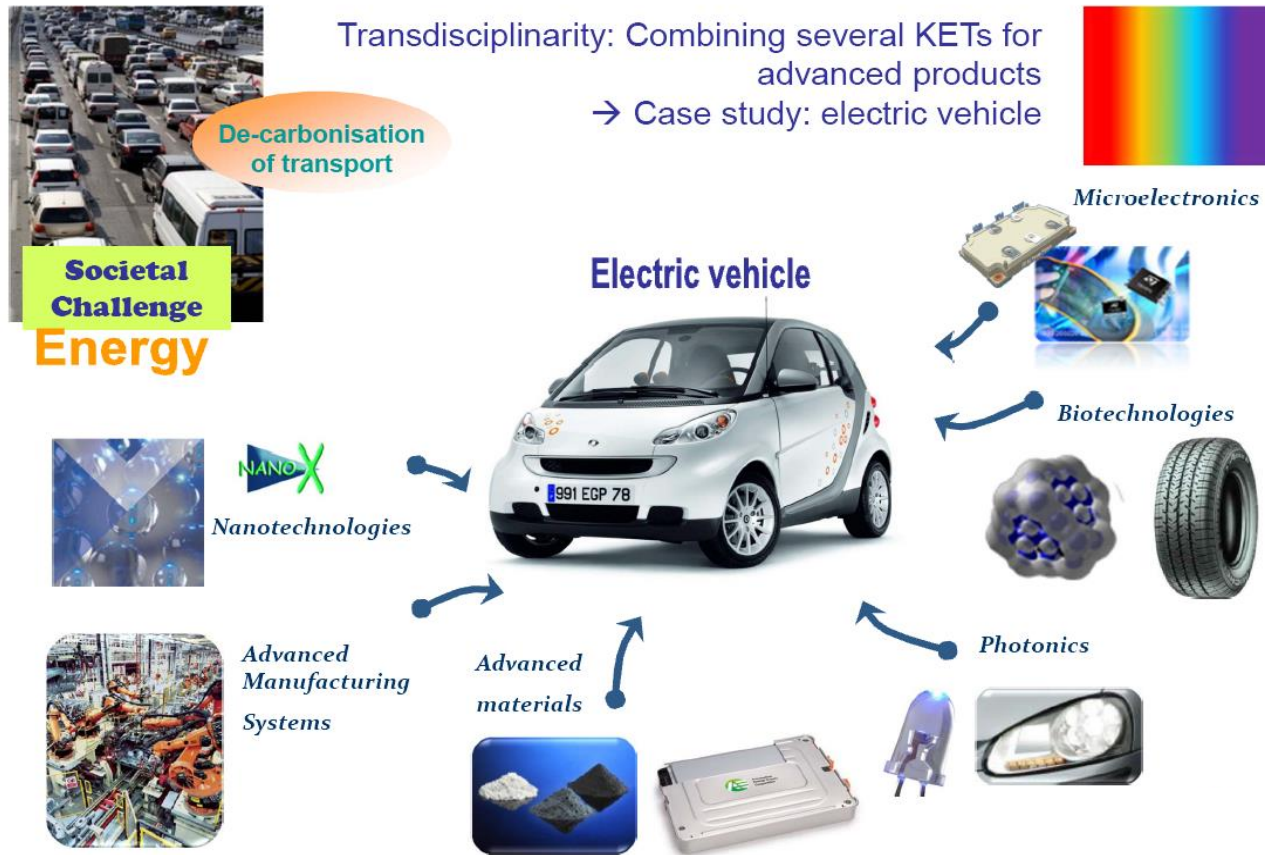 Transdisciplinarity: Combining several KETs for
advanced products
→ Case study: electric vehicle
De-carbonisation
of transport
Societal
Challenge
Energy
Electric vehicle
Microelectronics
Biotechnologies
NANO X
Nanotechnologies
991 EGP 78
Advanced
Manufacturing
Systems
Advanced
materials
Photonics